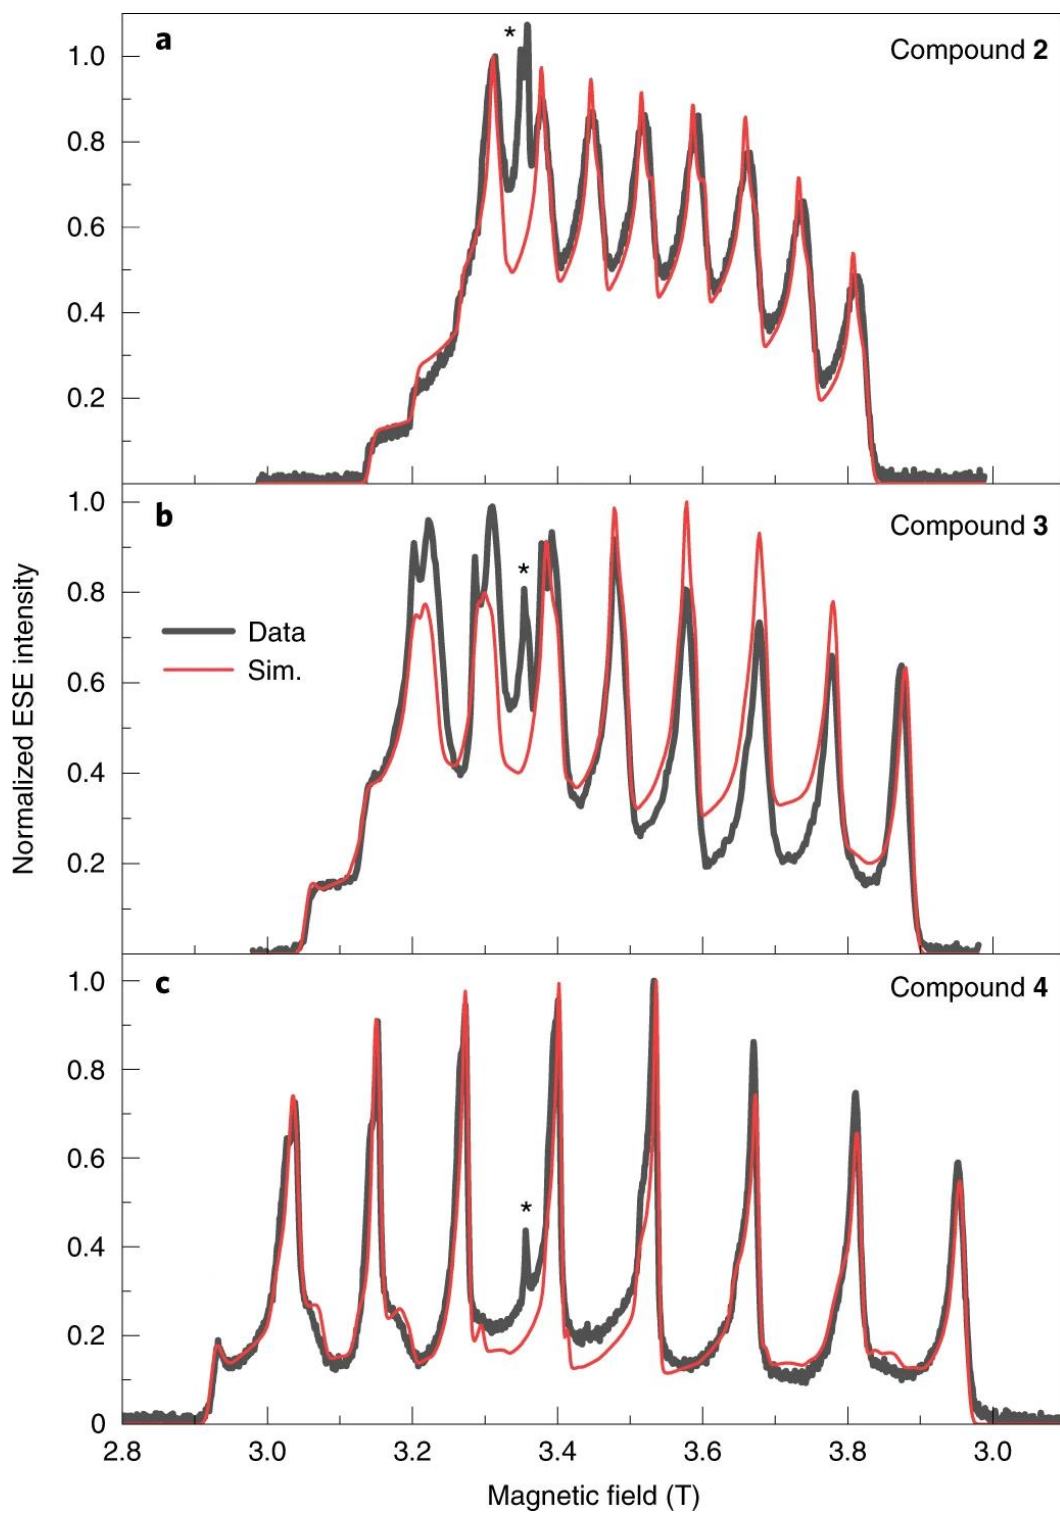 a
Compound 2
*
1.0
0.8
0.6
0.4
0.2
b
Compound 3
*
1.0
0.8
0.6
0.4
0.2
Data
Sim.
c
Compound 4
*
1.0
0.8
0.6
0.4
0.2
0
2.8 3.0 3.2 3.4 3.6 3.8 3.0
Magnetic field (T)
Normalized ESE intensity